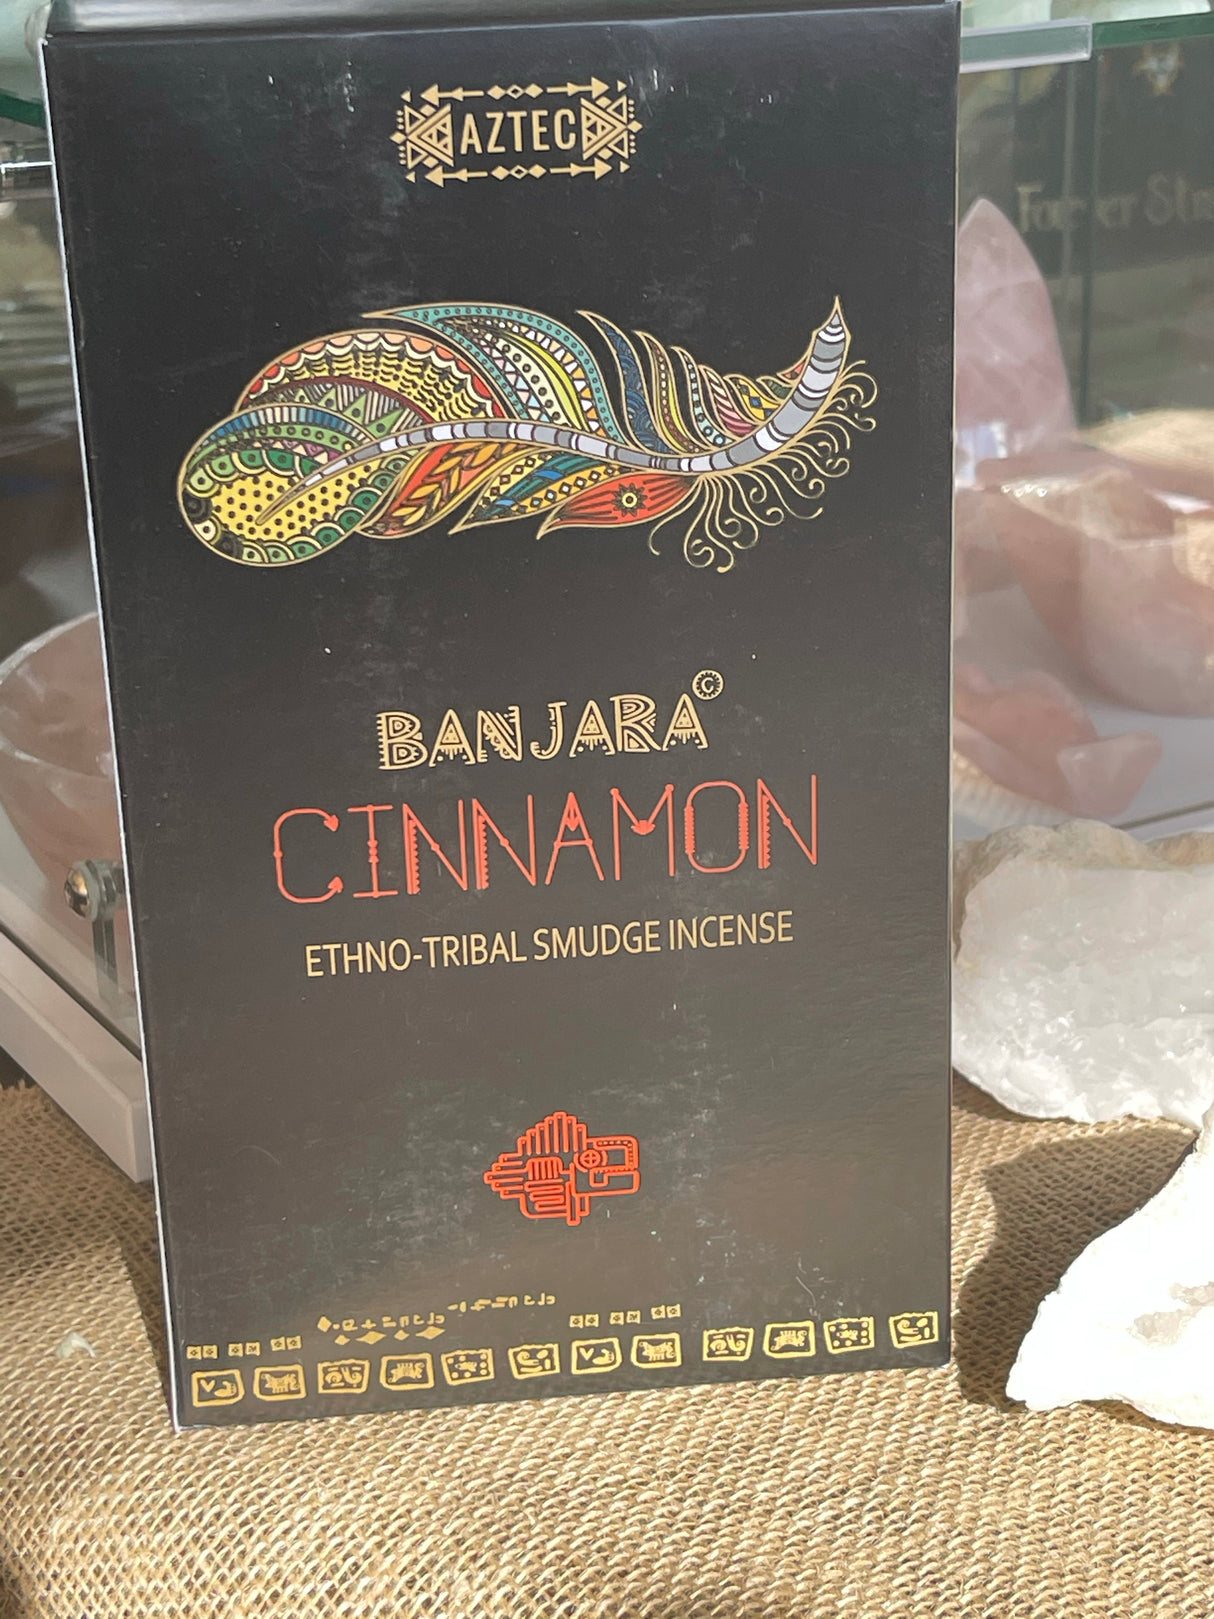 AZTEC
BANJARA©
CINNAMON
ETHNO-TRIBAL SMUDGE INCENSE